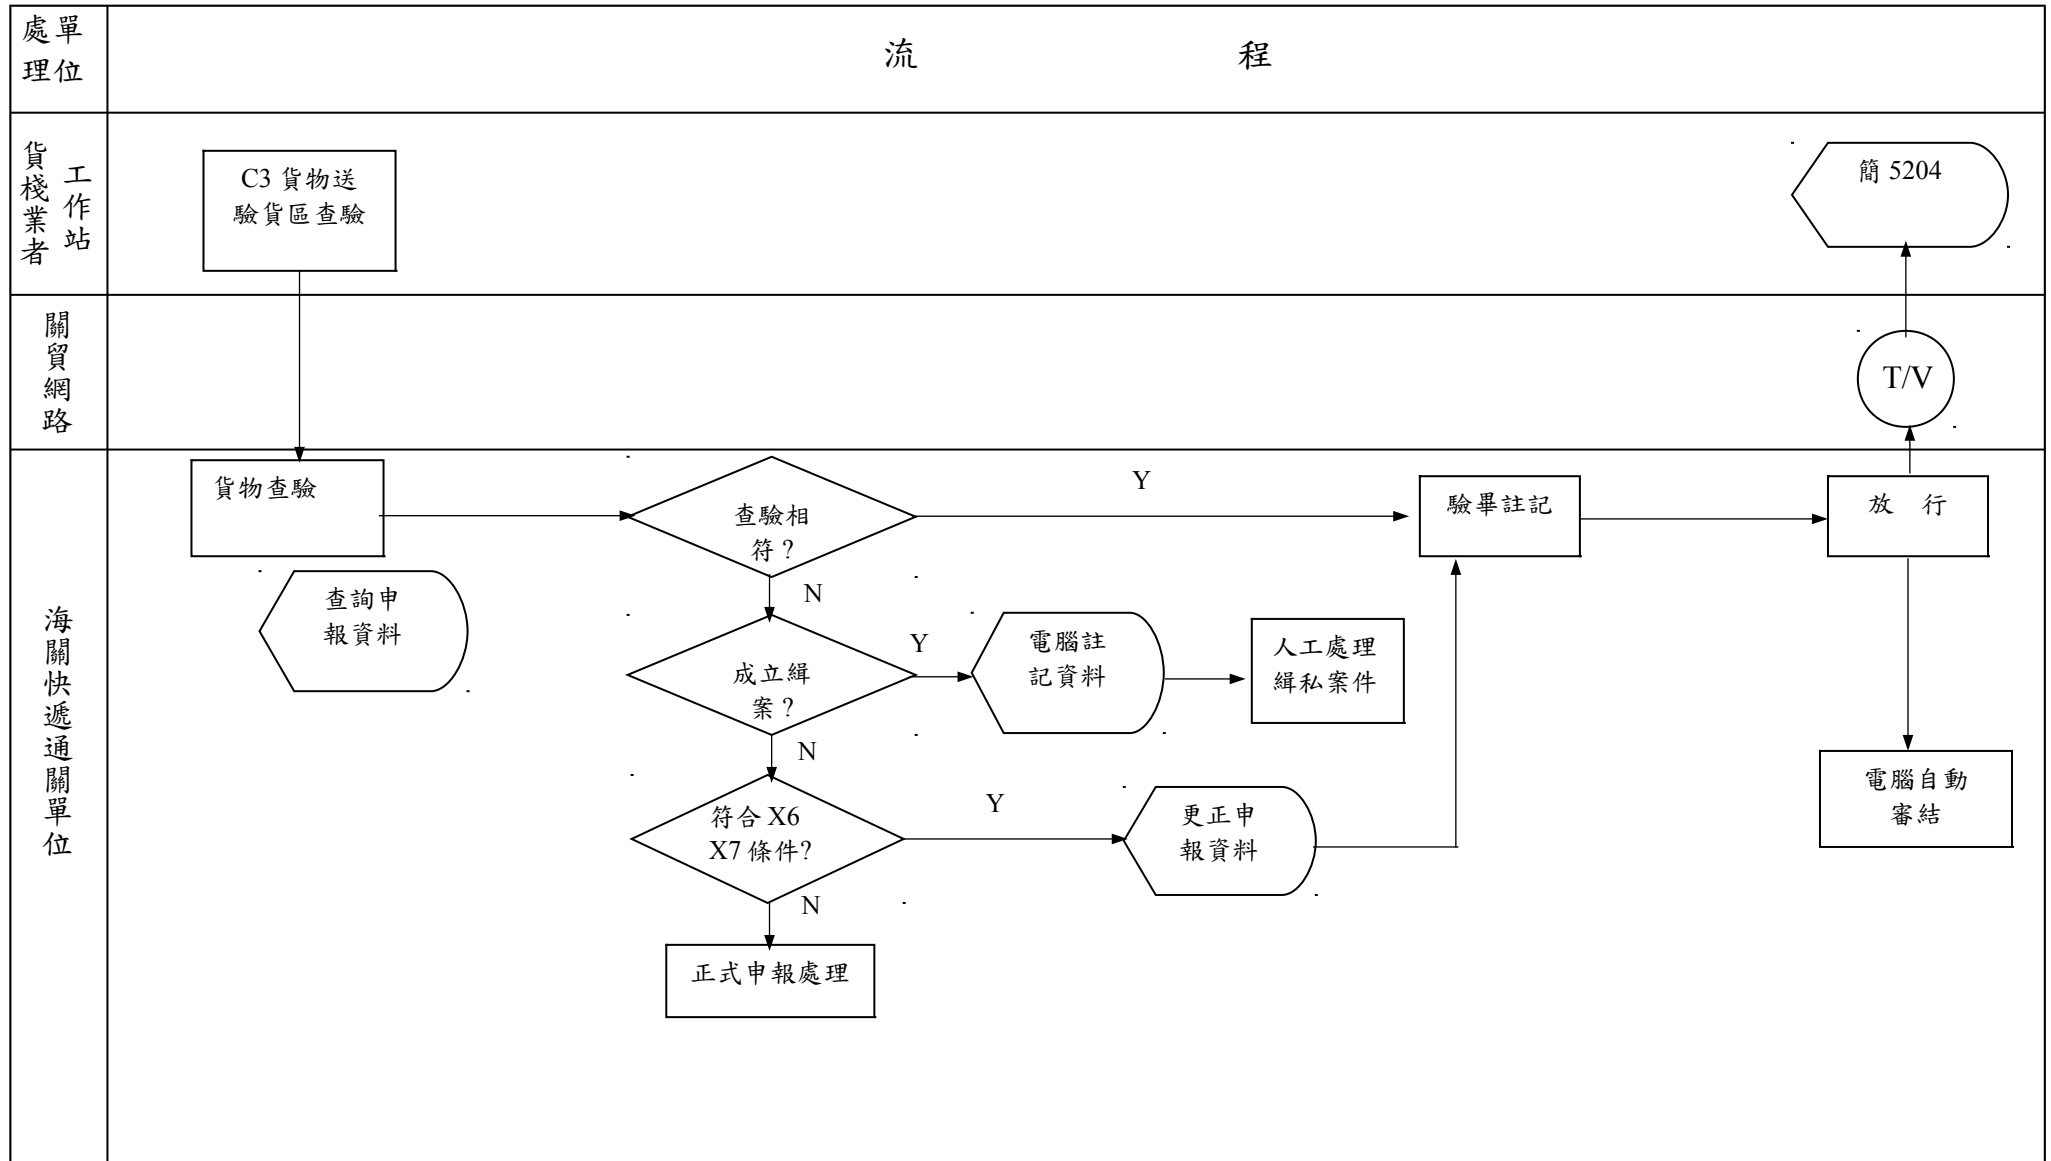 處單
理位
流 程
貨棧業者
工作站
C3 貨物送
驗貨區查驗
簡 5204
關貿網路
T/V
海關快遞通關單位
貨物查驗
查詢申
報資料
查驗相
符?
Y
N
驗畢註記
放 行
成立緝
案?
Y
N
電腦註
記資料
人工處理
緝私案件
符合 X6
X7 條件?
Y
N
更正申
報資料
電腦自動
審結
正式申報處理